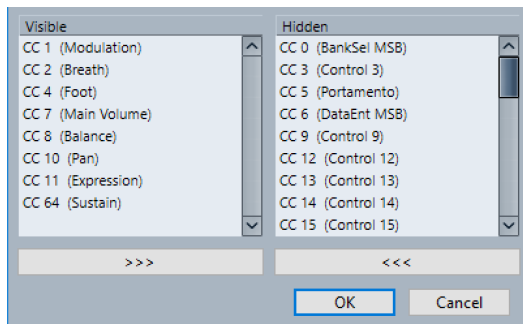 Visible
CC 1 (Modulation)
CC 2 (Breath)
CC 4 (Foot)
CC 7 (Main Volume)
CC 8 (Balance)
CC 10 (Pan)
CC 11 (Expression)
CC 64 (Sustain)
>>>
Hidden
CC 0 (BankSel MSB)
CC 3 (Control 3)
CC 5 (Portamento)
CC 6 (DataEnt MSB)
CC 9 (Control 9)
CC 12 (Control 12)
CC 13 (Control 13)
CC 14 (Control 14)
CC 15 (Control 15)
<<<
OK
Cancel